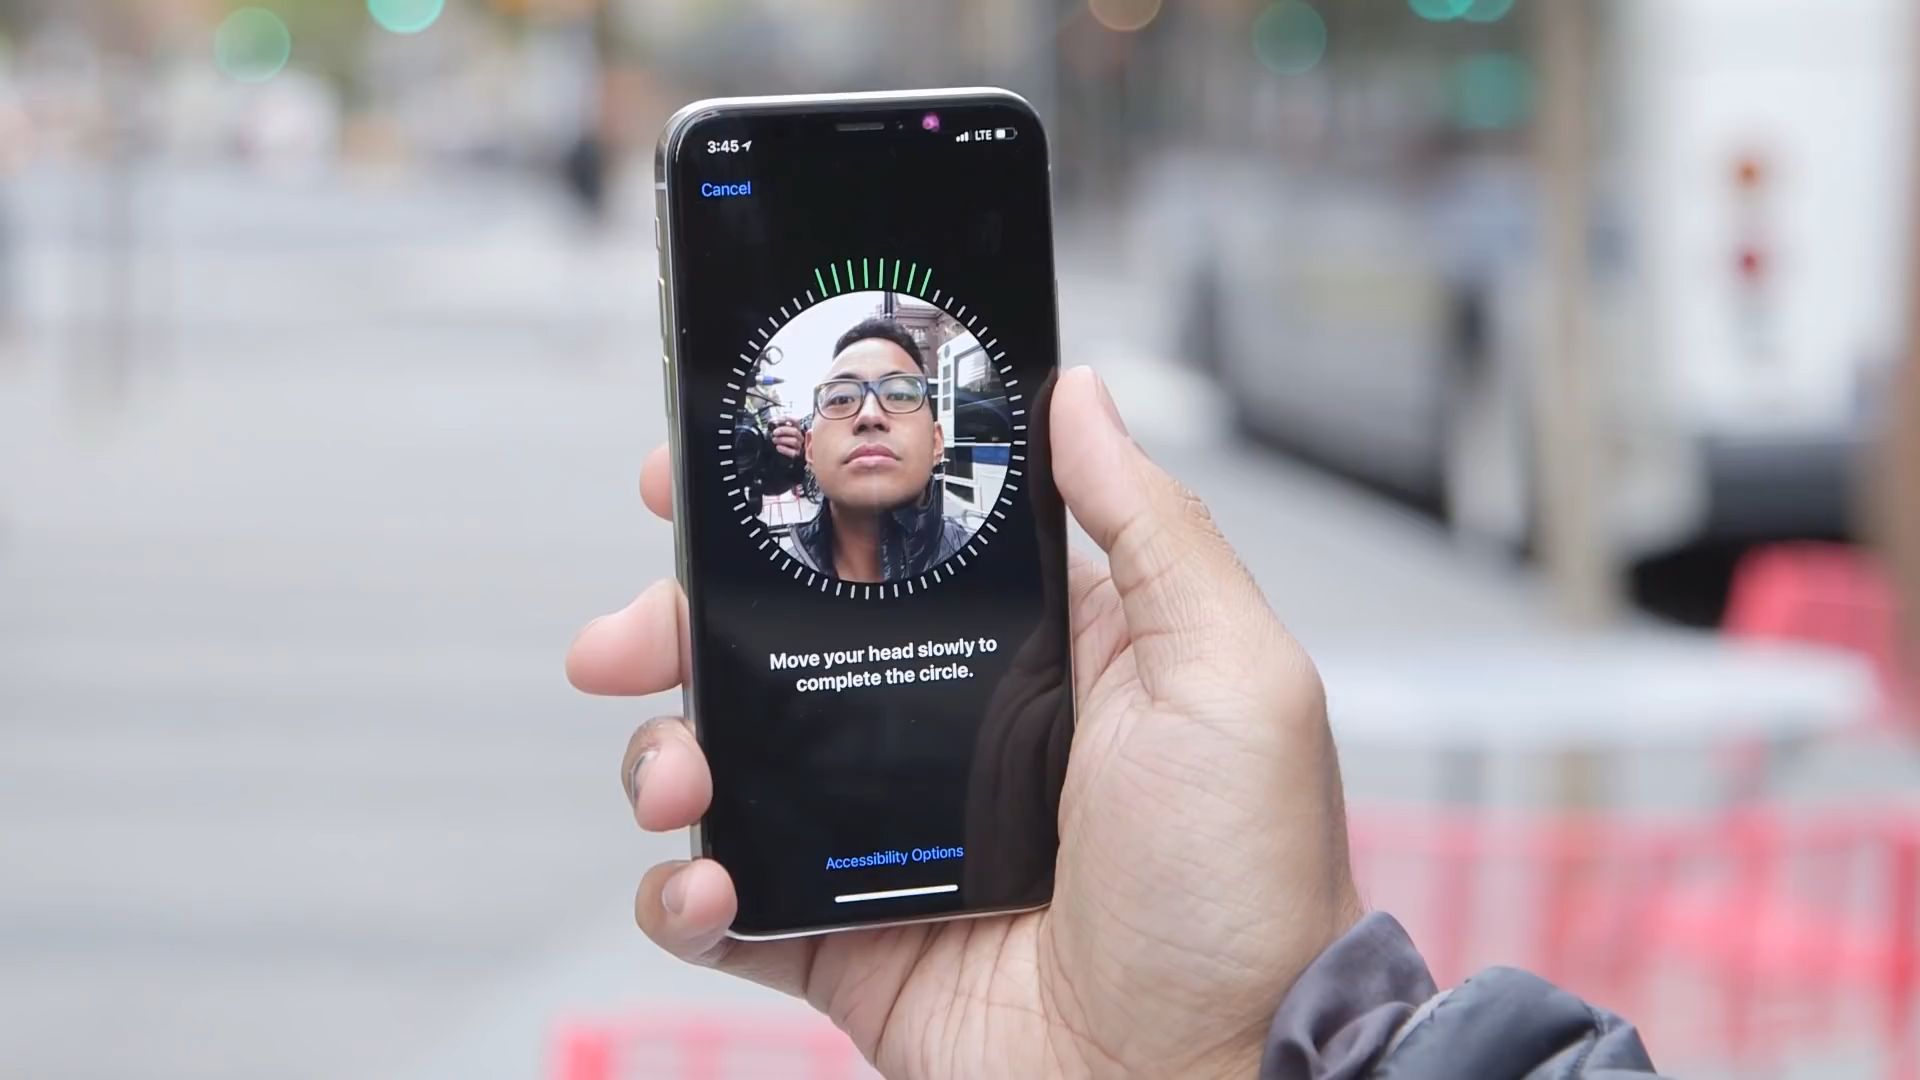 3:45
LTE
Cancel
Move your head slowly to
complete the circle.
Accessibility Options